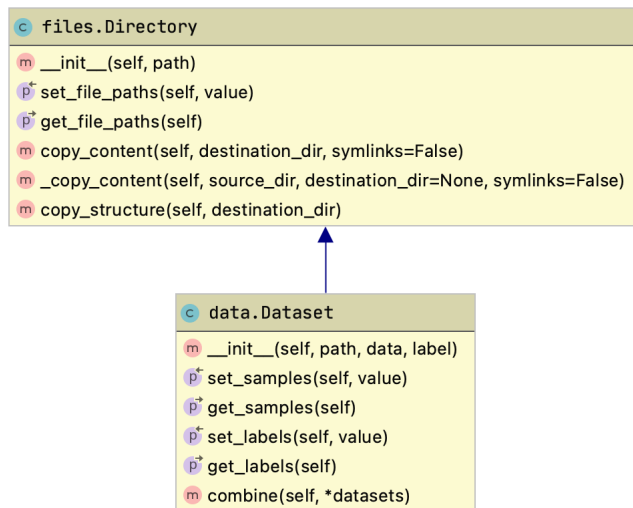 c files.Directory
m __init__(self, path)
p set_file_paths(self, value)
p get_file_paths(self)
m copy_content(self, destination_dir, symlinks=False)
m _copy_content(self, source_dir, destination_dir=None, symlinks=False)
m copy_structure(self, destination_dir)
c data.Dataset
m __init__(self, path, data, label)
p set_samples(self, value)
p get_samples(self)
p set_labels(self, value)
p get_labels(self)
m combine(self, *datasets)